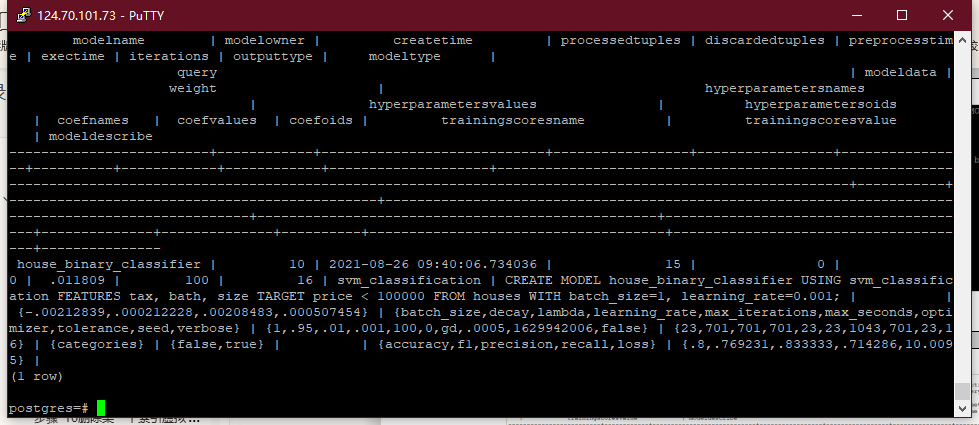 124.70.101.73 - PuTTY
modelname | modelowner | createtime | processedtuples | discardedtuples | preprocesstim
e | exectime | iterations | outputtype | modeltype |
query | modeldata |
weight | hyperparametersnames
| hyperparametersvalues | hyperparametersoids
| coefnames | coefvalues | coefoids | trainingscoresname | trainingscoresvalue
| modeldescribe
house_binary_classifier | 10 | 2021-08-26 09:40:06.734036 | 15 | 0 |
0 | .011809 | 100 | 16 | svm_classification | CREATE MODEL house_binary_classifier USING svm_classific
ation FEATURES tax, bath, size TARGET price < 100000 FROM houses WITH batch_size=1, learning_rate=0.001; | |
{-.00212839,.000212228,.00208483,.000507454} | {batch_size,decay,lambda,learning_rate,max_iterations,max_seconds,opti
mizer,tolerance,seed,verbose} | {1,.95,.01,.001,100,0,gd,.0005,1629942006,false} | {23,701,701,701,23,23,1043,701,23,1
6} | {categories} | {false,true} | | {accuracy,f1,precision,recall,loss} | {.8,.769231,.833333,.714286,10.009
5} |
(1 row)
postgres=#